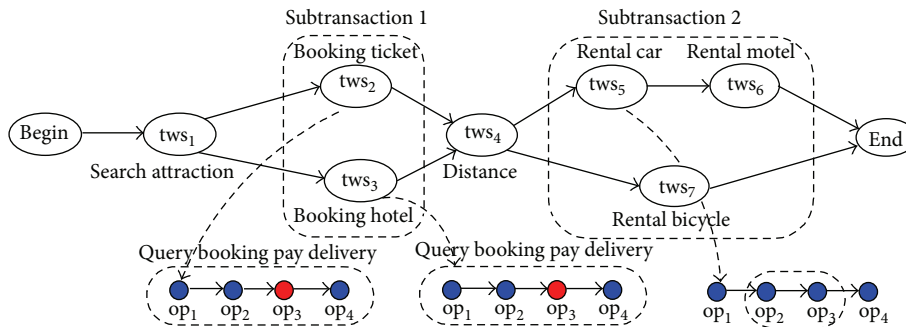 Subtransaction 1
Subtransaction 2
Booking ticket
Rental car
Rental motel
tws2
tws5
tws6
Begin
tws1
tws4
End
Search attraction
Distance
tws3
tws7
Booking hotel
Rental bicycle
Query booking pay delivery
Query booking pay delivery
op1 op2 op3 op4
op1 op2 op3 op4
op1 op2 op3 op4